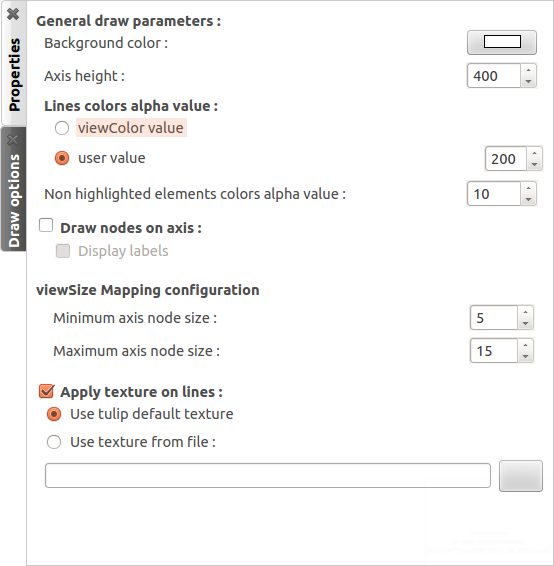 Properties
Draw options
General draw parameters :
Background color :
Axis height : 400
Lines colors alpha value :
viewColor value
user value 200
Non highlighted elements colors alpha value : 10
Draw nodes on axis :
Display labels
viewSize Mapping configuration
Minimum axis node size : 5
Maximum axis node size : 15
Apply texture on lines :
Use tulip default texture
Use texture from file :